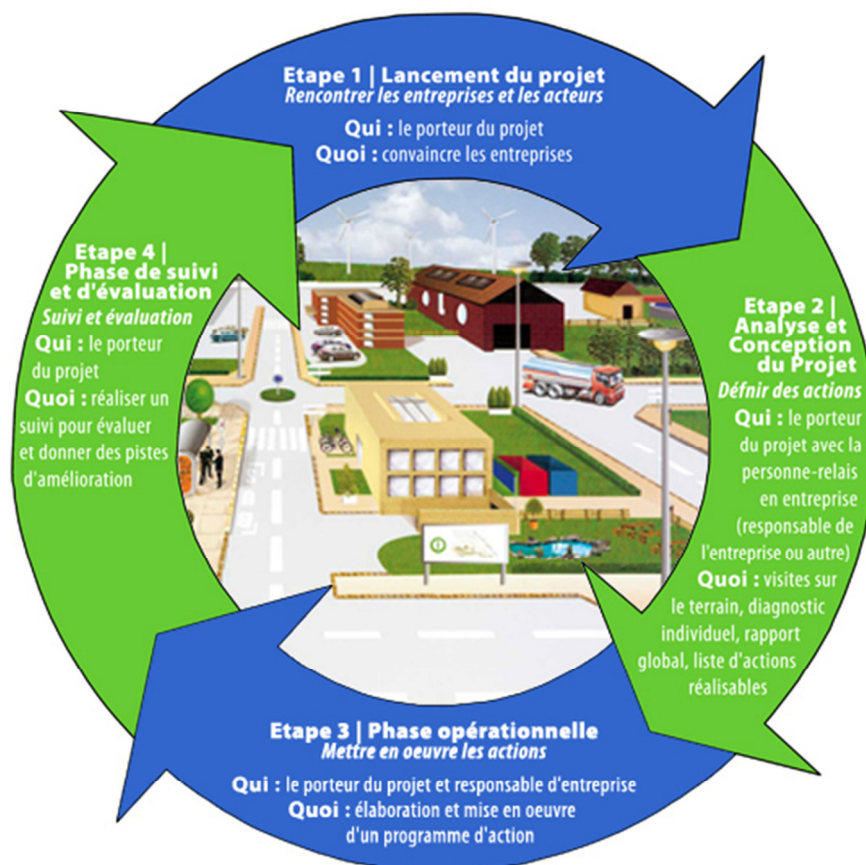 Etape 1 | Lancement du projet
Rencontrer les entreprises et les acteurs
Qui : le porteur du projet
Quoi : convaincre les entreprises
Etape 2 |
Analyse et
Conception
du Projet
Défnir des actions
Qui : le porteur
du projet avec la
personne-relais
en entreprise
(responsable de
l'entreprise ou autre)
Quoi : visites sur
le terrain, diagnostic
individuel, rapport
global, liste d'actions
réalisables
Etape 3 | Phase opérationnelle
Mettre en oeuvre les actions
Qui : le porteur du projet et responsable d'entreprise
Quoi : élaboration et mise en oeuvre
d'un programme d'action
Etape 4 |
Phase de suivi
et d'évaluation
Suivi et évaluation
Qui : le porteur
du projet
Quoi : réaliser un
suivi pour évaluer
et donner des pistes
d'amélioration